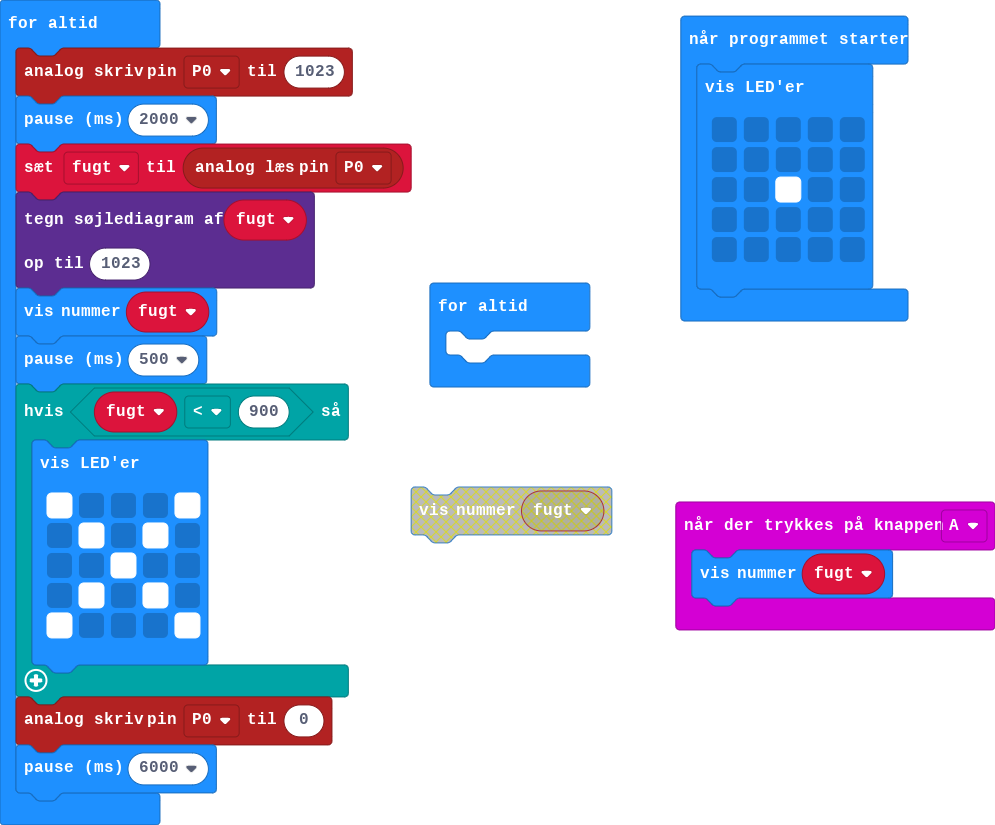 for altid
analog skriv pin P0 til 1023
pause (ms) 2000
sæt fugt til analog læs pin P0
tegn søjlediagram af fugt
op til 1023
vis nummer fugt
pause (ms) 500
hvis fugt < 900 så
vis LED'er
analog skriv pin P0 til 0
pause (ms) 6000
for altid
vis nummer fugt
når programmet starter
vis LED'er
når der trykkes på knappen A
vis nummer fugt